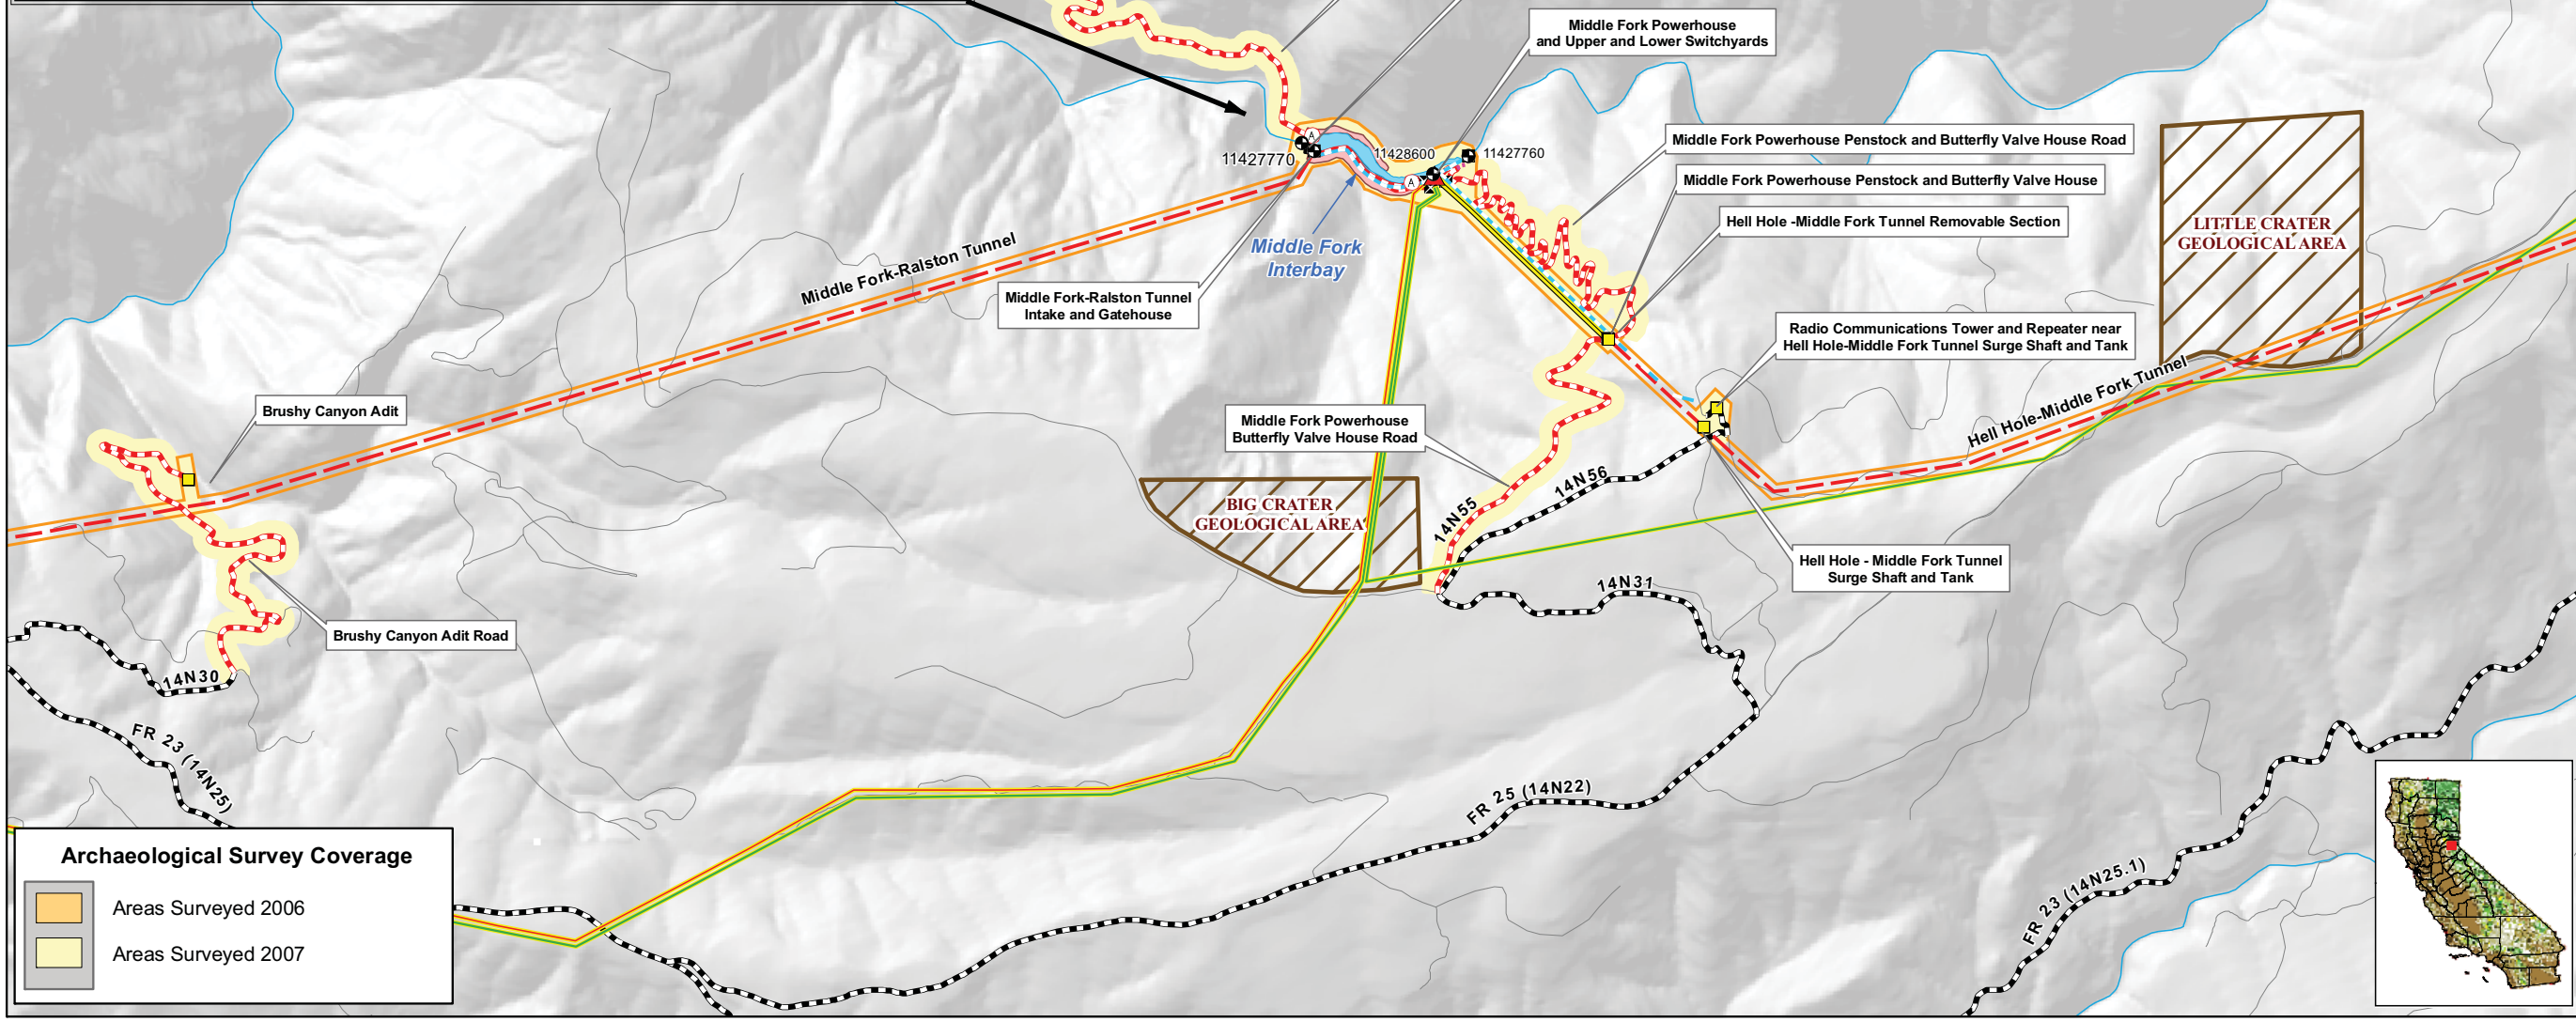 Middle Fork Powerhouse
and Upper and Lower Switchyards
A
11427770
11428600
11427760
A
Middle Fork Powerhouse Penstock and Butterfly Valve House Road
Middle Fork Powerhouse Penstock and Butterfly Valve House
Hell Hole -Middle Fork Tunnel Removable Section
LITTLE CRATER
GEOLOGICAL AREA
Middle Fork
Interbay
Middle Fork-Ralston Tunnel
Middle Fork-Ralston Tunnel
Intake and Gatehouse
Radio Communications Tower and Repeater near
Hell Hole-Middle Fork Tunnel Surge Shaft and Tank
Hell Hole-Middle Fork Tunnel
Brushy Canyon Adit
Middle Fork Powerhouse
Butterfly Valve House Road
14N56
14N55
BIG CRATER
GEOLOGICAL AREA
Hell Hole - Middle Fork Tunnel
Surge Shaft and Tank
14N31
Brushy Canyon Adit Road
14N30
FR 23 (14N25)
FR 25 (14N22)
FR 23 (14N25.1)
Archaeological Survey Coverage
Areas Surveyed 2006
Areas Surveyed 2007